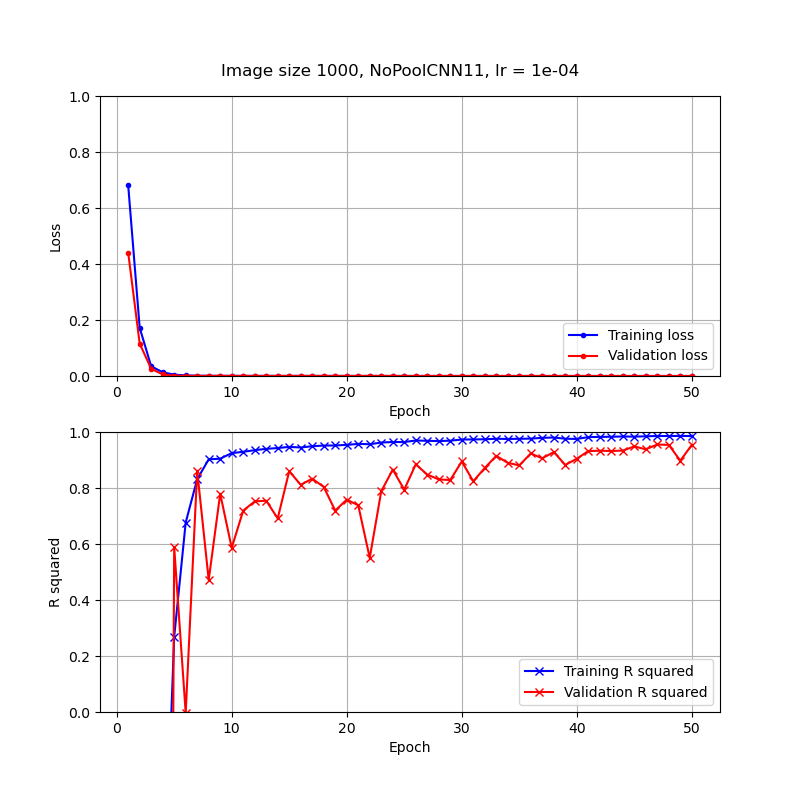 Image size 1000, NoPoolCNN11, lr = 1e-04
1.0
0.8
0.6
0.4
0.2
0.0
Loss
Training loss
Validation loss
0 10 20 30 40 50
Epoch
1.0
0.8
0.6
0.4
0.2
0.0
R squared
Training R squared
Validation R squared
0 10 20 30 40 50
Epoch